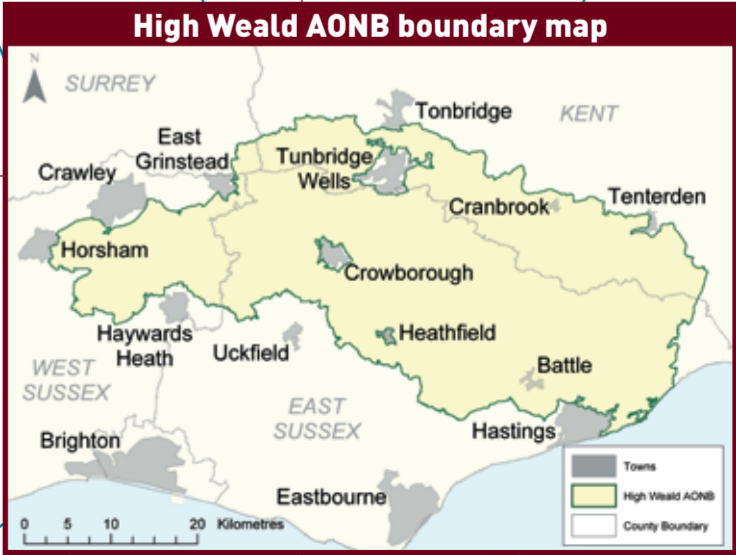 High Weald AONB boundary map
N
SURREY
KENT
Tonbridge
East
Grinstead
Crawley
Tunbridge
Wells
Cranbrook
Tenterden
Horsham
Crowborough
Haywards
Heath
Uckfield
Heathfield
Battle
WEST
SUSSEX
EAST
SUSSEX
Hastings
Brighton
Eastbourne
Towns
High Weald AONB
County Boundary
0 5 10 20 Kilometres